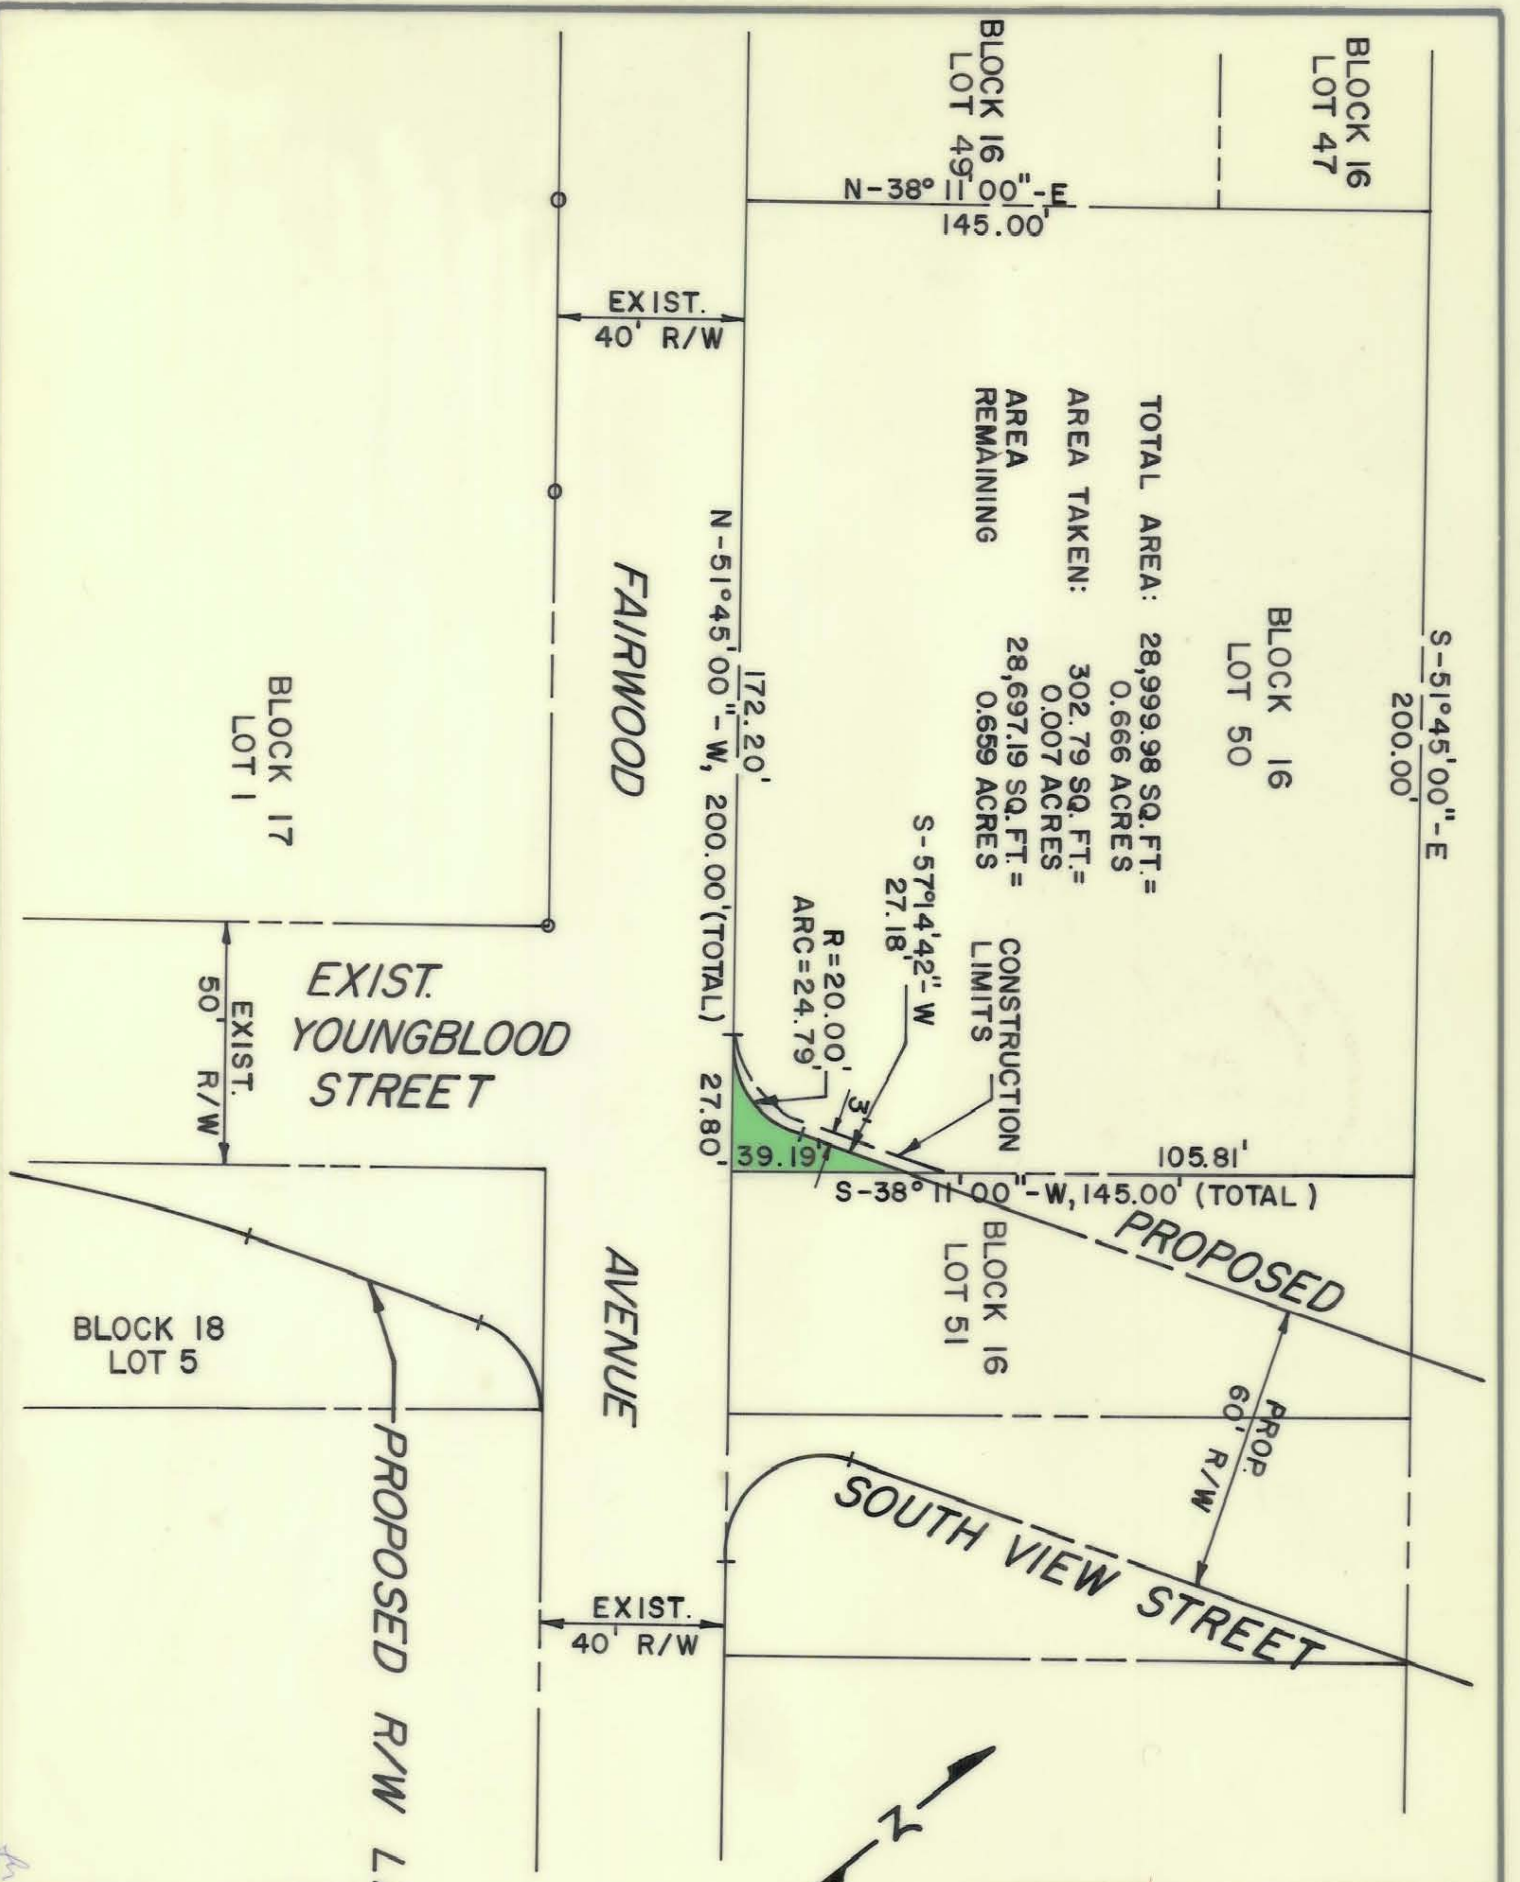 BLOCK 16
LOT 47
BLOCK 16
LOT 49
N-38° 11' 00"-E
145.00'
S-51°45'00"-E
200.00'
BLOCK 16
LOT 50
TOTAL AREA: 28,999.98 SQ.FT.=
0.666 ACRES
AREA TAKEN: 302.79 SQ.FT.=
0.007 ACRES
AREA
REMAINING 28,697.19 SQ.FT.=
0.659 ACRES
EXIST.
40' R/W
172.20'
N-51°45'00"-W, 200.00'(TOTAL)
27.80'
FAIRWOOD
AVENUE
S-57°14'42"-W
27.18'
R=20.00'
ARC=24.79'
CONSTRUCTION
LIMITS
3'
39.19'
105.81'
S-38° 11' 00"-W, 145.00' (TOTAL)
BLOCK 16
LOT 51
PROPOSED
SOUTH VIEW STREET
PROP.
60' R/W
BLOCK 17
LOT 1
EXIST.
YOUNGBLOOD
STREET
EXIST.
50' R/W
BLOCK 18
LOT 5
PROPOSED R/W L
EXIST.
40' R/W
N